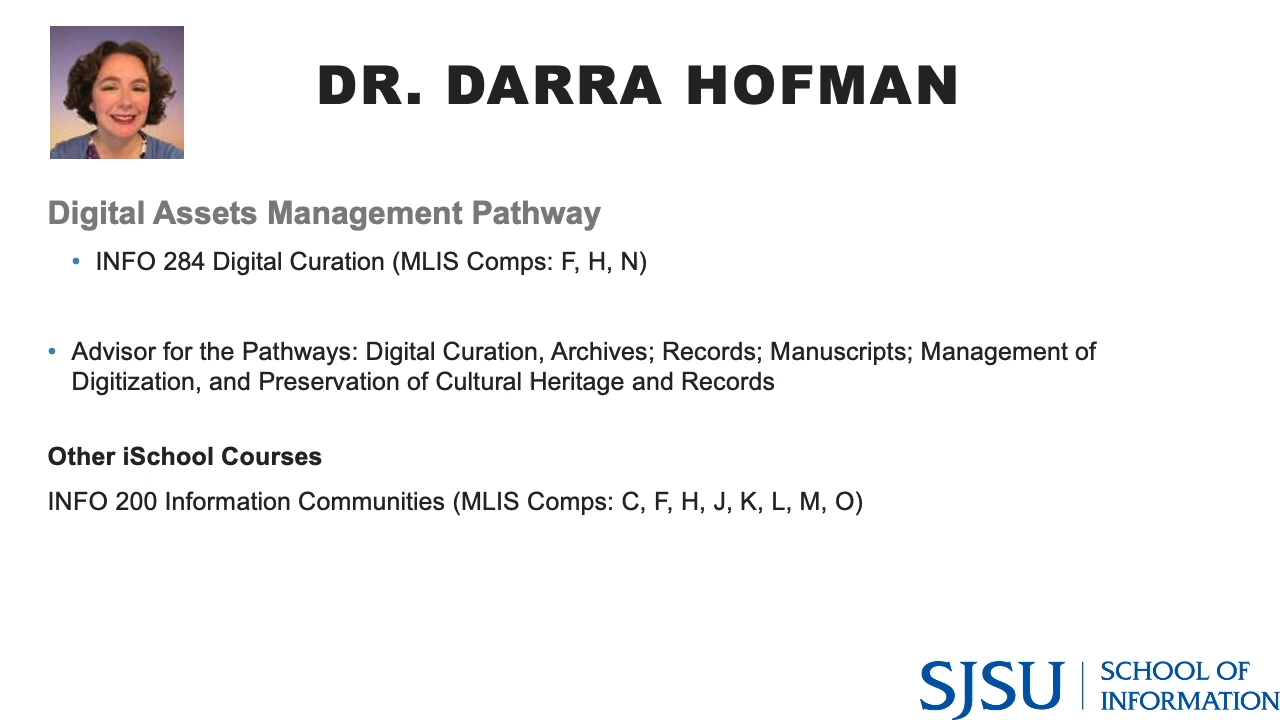 DR. DARRA HOFMAN
Digital Assets Management Pathway
• INFO 284 Digital Curation (MLIS Comps: F, H, N)
• Advisor for the Pathways: Digital Curation, Archives; Records; Manuscripts; Management of
Digitization, and Preservation of Cultural Heritage and Records
Other iSchool Courses
INFO 200 Information Communities (MLIS Comps: C, F, H, J, K, L, M, O)
SJSU
SCHOOL OF
INFORMATION